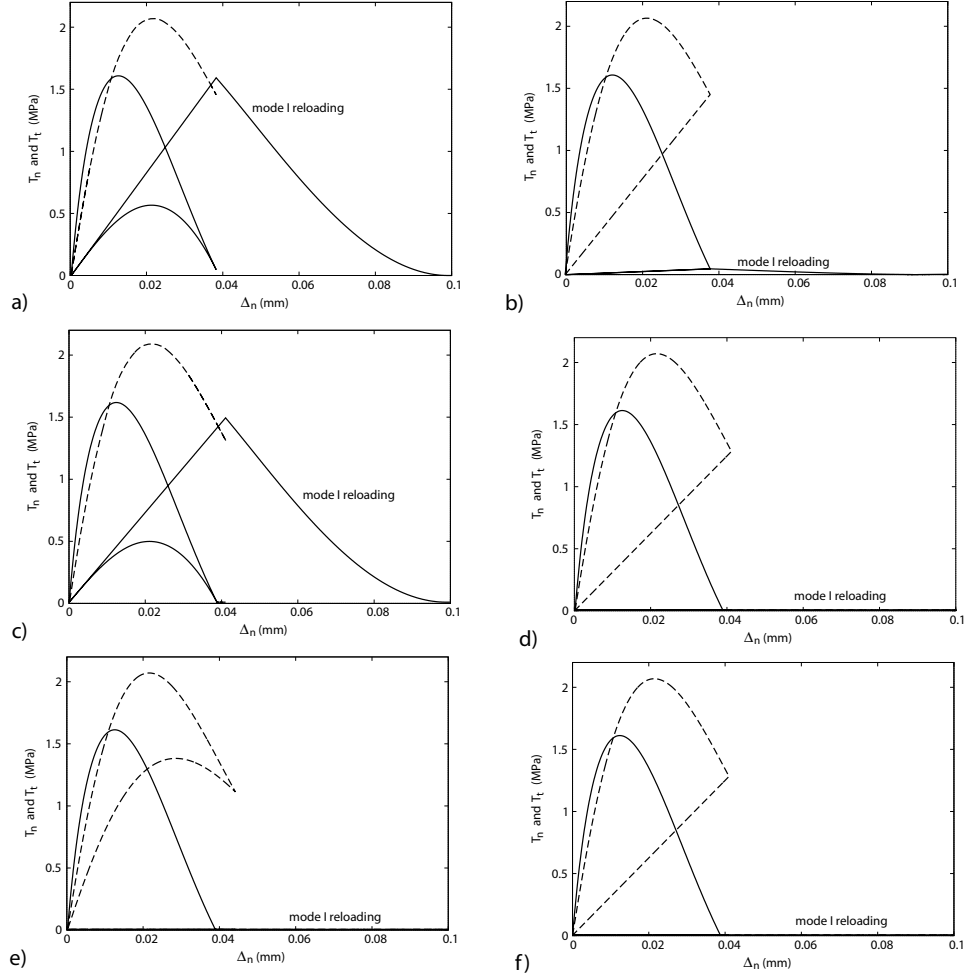 2
1.5
1
0.5
0
T_n and T_t (MPa)
mode I reloading
0 0.02 0.04 0.06 0.08 0.1
Δ_n (mm)
a)
2
1.5
1
0.5
0
T_n and T_t (MPa)
mode I reloading
0 0.02 0.04 0.06 0.08 0.1
Δ_n (mm)
b)
2
1.5
1
0.5
0
T_n and T_t (MPa)
mode I reloading
0 0.02 0.04 0.06 0.08 0.1
Δ_n (mm)
c)
2
1.5
1
0.5
0
T_n and T_t (MPa)
mode I reloading
0 0.02 0.04 0.06 0.08 0.1
Δ_n (mm)
d)
2
1.5
1
0.5
0
T_n and T_t (MPa)
mode I reloading
0 0.02 0.04 0.06 0.08 0.1
Δ_n (mm)
e)
2
1.5
1
0.5
0
T_n and T_t (MPa)
mode I reloading
0 0.02 0.04 0.06 0.08 0.1
Δ_n (mm)
f)